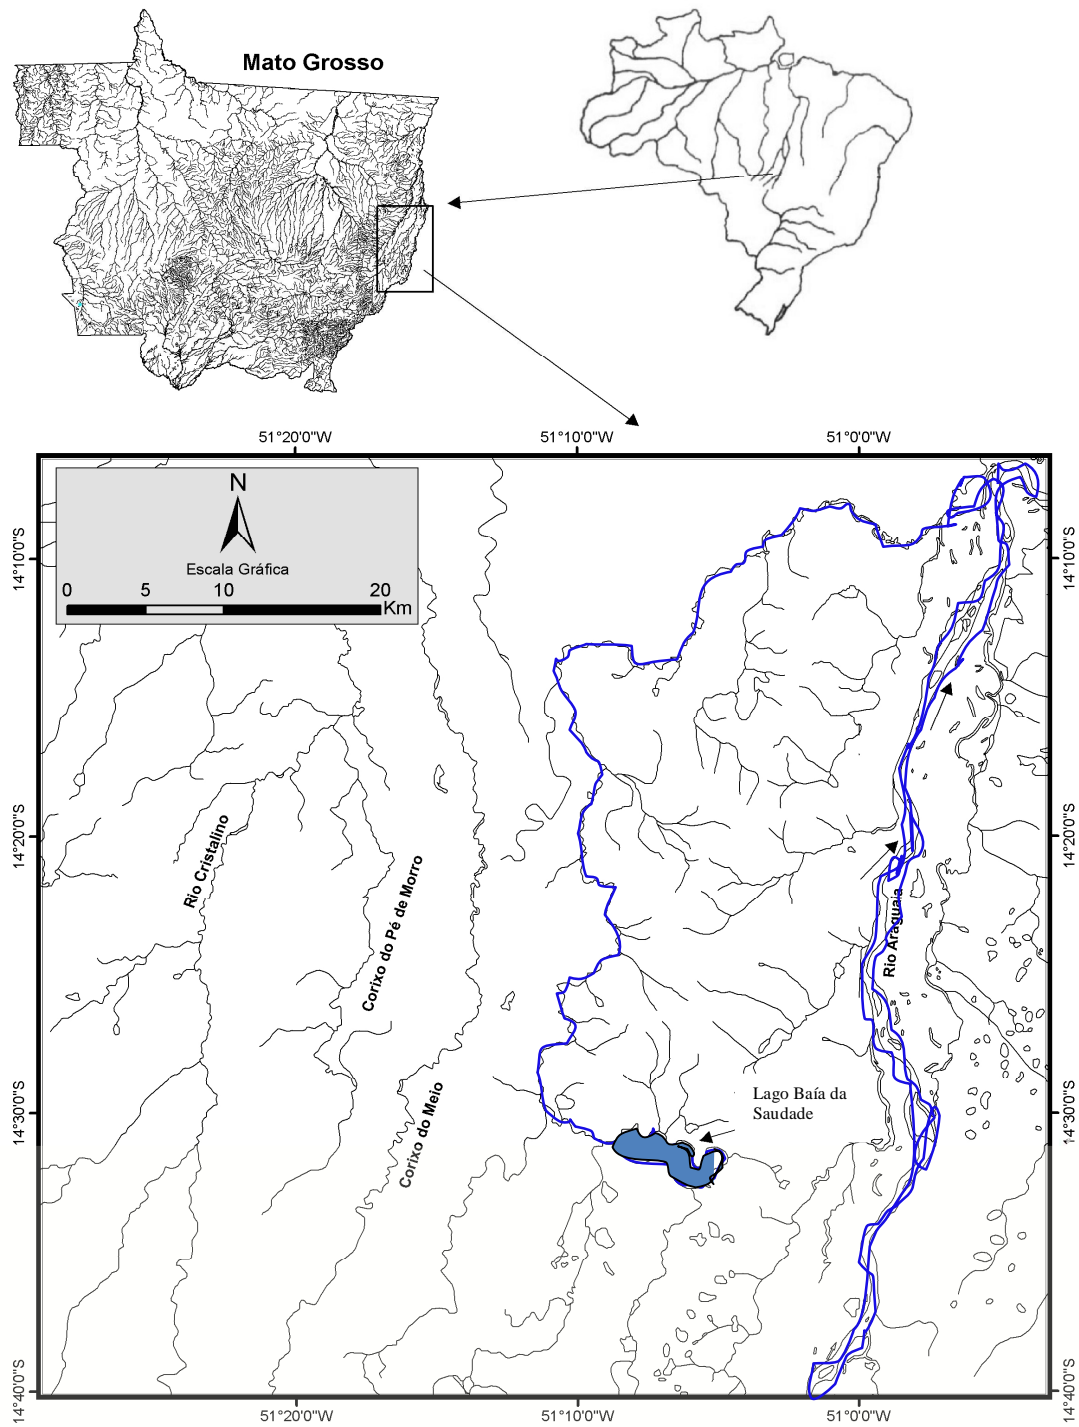 Mato Grosso
51°20'0"W
51°10'0"W
51°00'0"W
N
Escala Gráfica
0
5
10
20
Km
14°10'0"S
14°10'0"S
14°20'0"S
14°20'0"S
Rio Cristalino
Corixo do Pé de Morro
Rio Araguaia
Corixo do Meio
Lago Baía da
Saudade
14°30'0"S
14°30'0"S
14°40'0"S
14°40'0"S
51°20'0"W
51°10'0"W
51°00'0"W